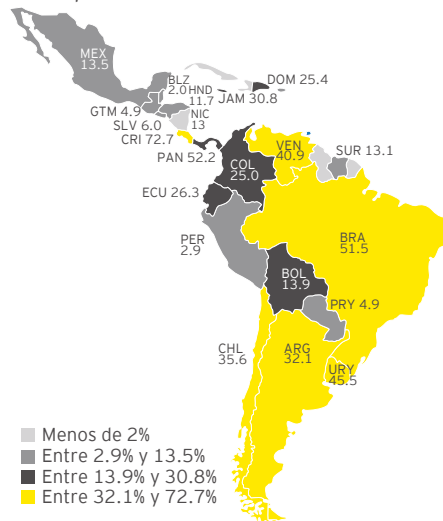 MEX
13.5
BLZ
2.0
HND
11.7
DOM 25.4
JAM 30.8
GTM 4.9
NIC
13
SLV 6.0
CRI 72.7
PAN 52.2
VEN
40.9
SUR 13.1
COL
25.0
ECU 26.3
PER
2.9
BRA
51.5
BOL
13.9
PRY 4.9
CHL
35.6
ARG
32.1
URY
45.5
Menos de 2%
Entre 2.9% y 13.5%
Entre 13.9% y 30.8%
Entre 32.1% y 72.7%